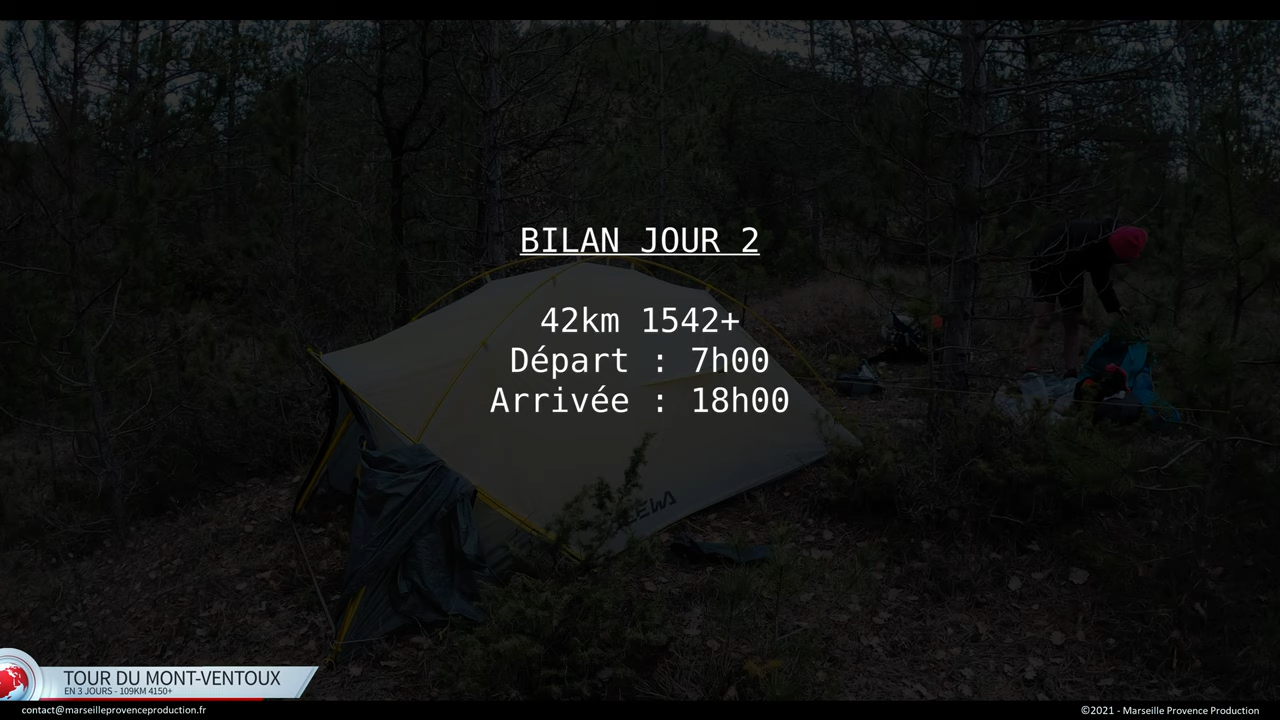 BILAN JOUR 2
42km 1542+
Départ : 7h00
Arrivée : 18h00
TOUR DU MONT-VENTOUX
EN 3 JOURS - 109KM 4150+
contact@marseilleprovenceproduction.fr
©2021 - Marseille Provence Production